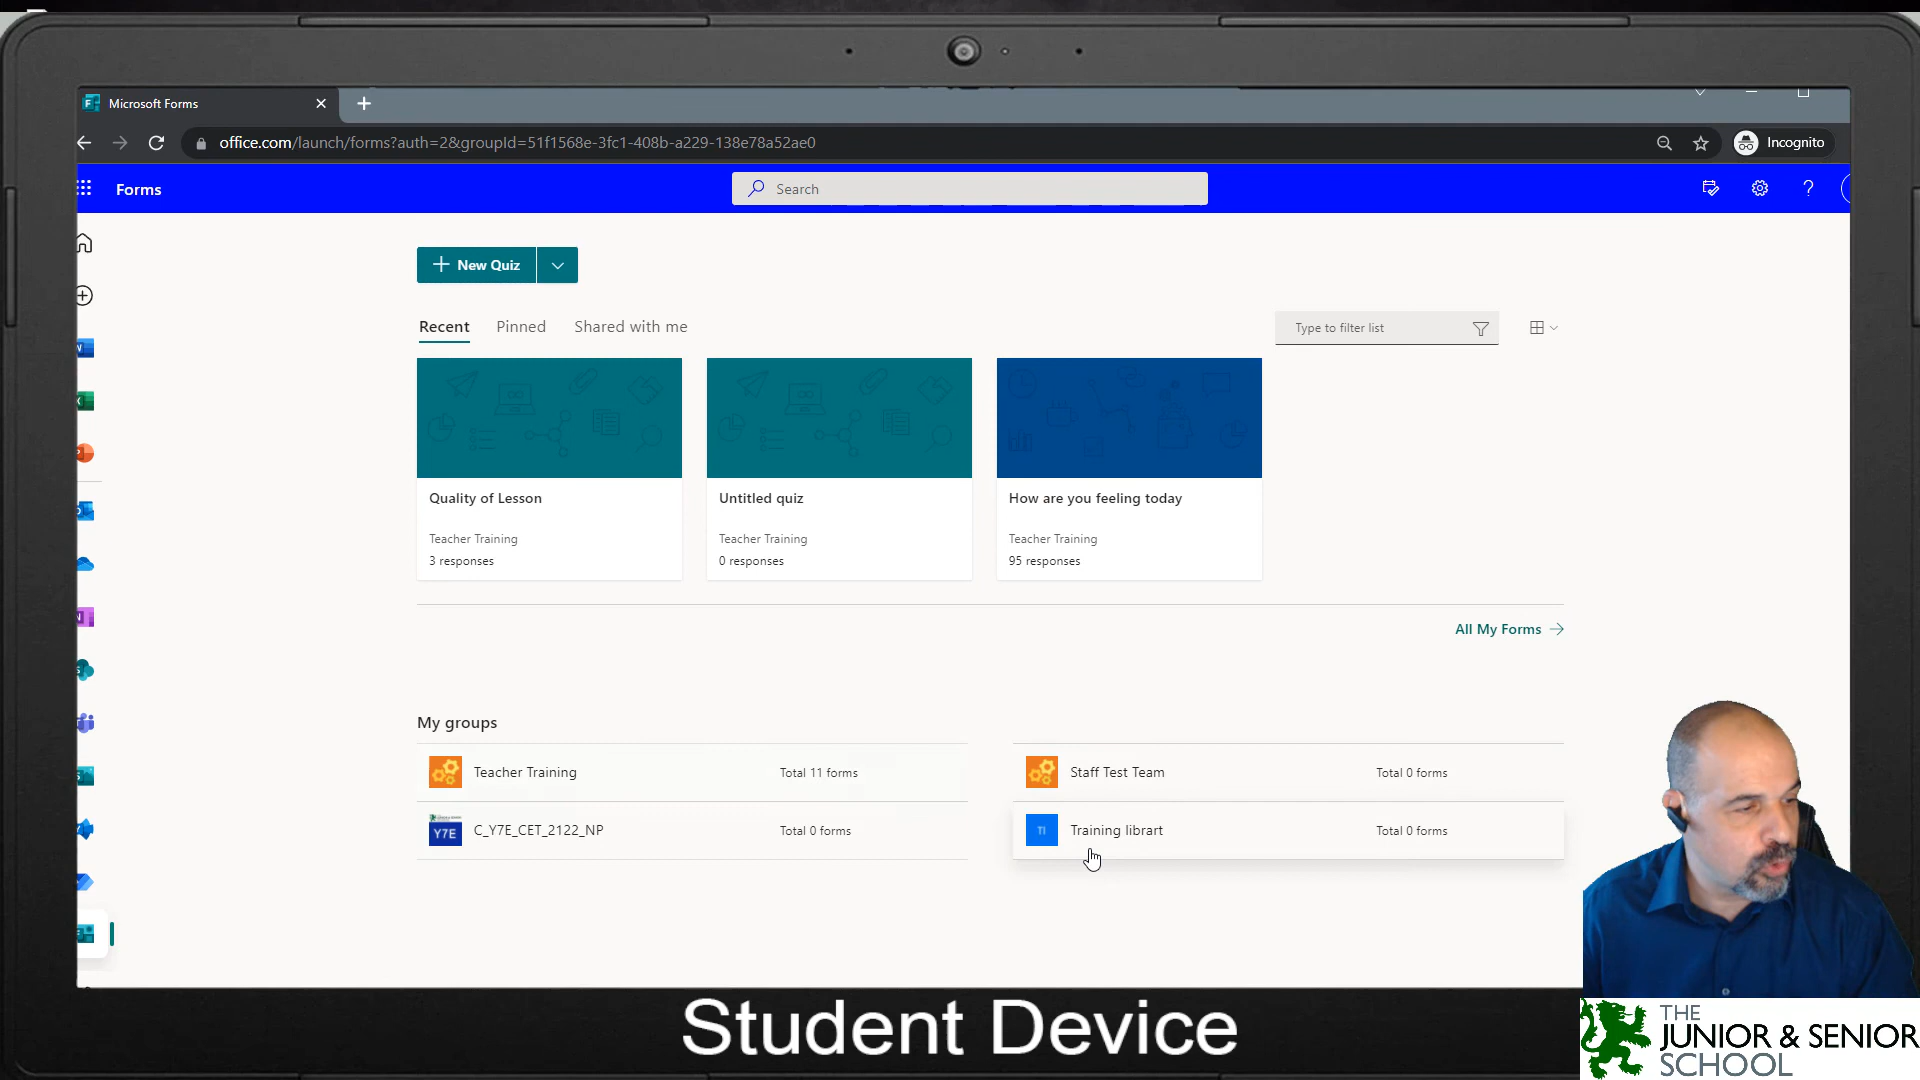 Microsoft Forms
office.com/launch/forms?auth=2&groupId=51f1568e-3fc1-408b-a229-138e78a52ae0
Incognito
Forms
Search
New Quiz
Recent
Pinned
Shared with me
Type to filter list
Quality of Lesson
Teacher Training
3 responses
Untitled quiz
Teacher Training
0 responses
How are you feeling today
Teacher Training
95 responses
All My Forms
My groups
Teacher Training
Total 11 forms
Staff Test Team
Total 0 forms
Y7E
C_Y7E_CET_2122_NP
Total 0 forms
Tl
Training librart
Total 0 forms
Student Device
THE
JUNIOR & SENIOR
SCHOOL